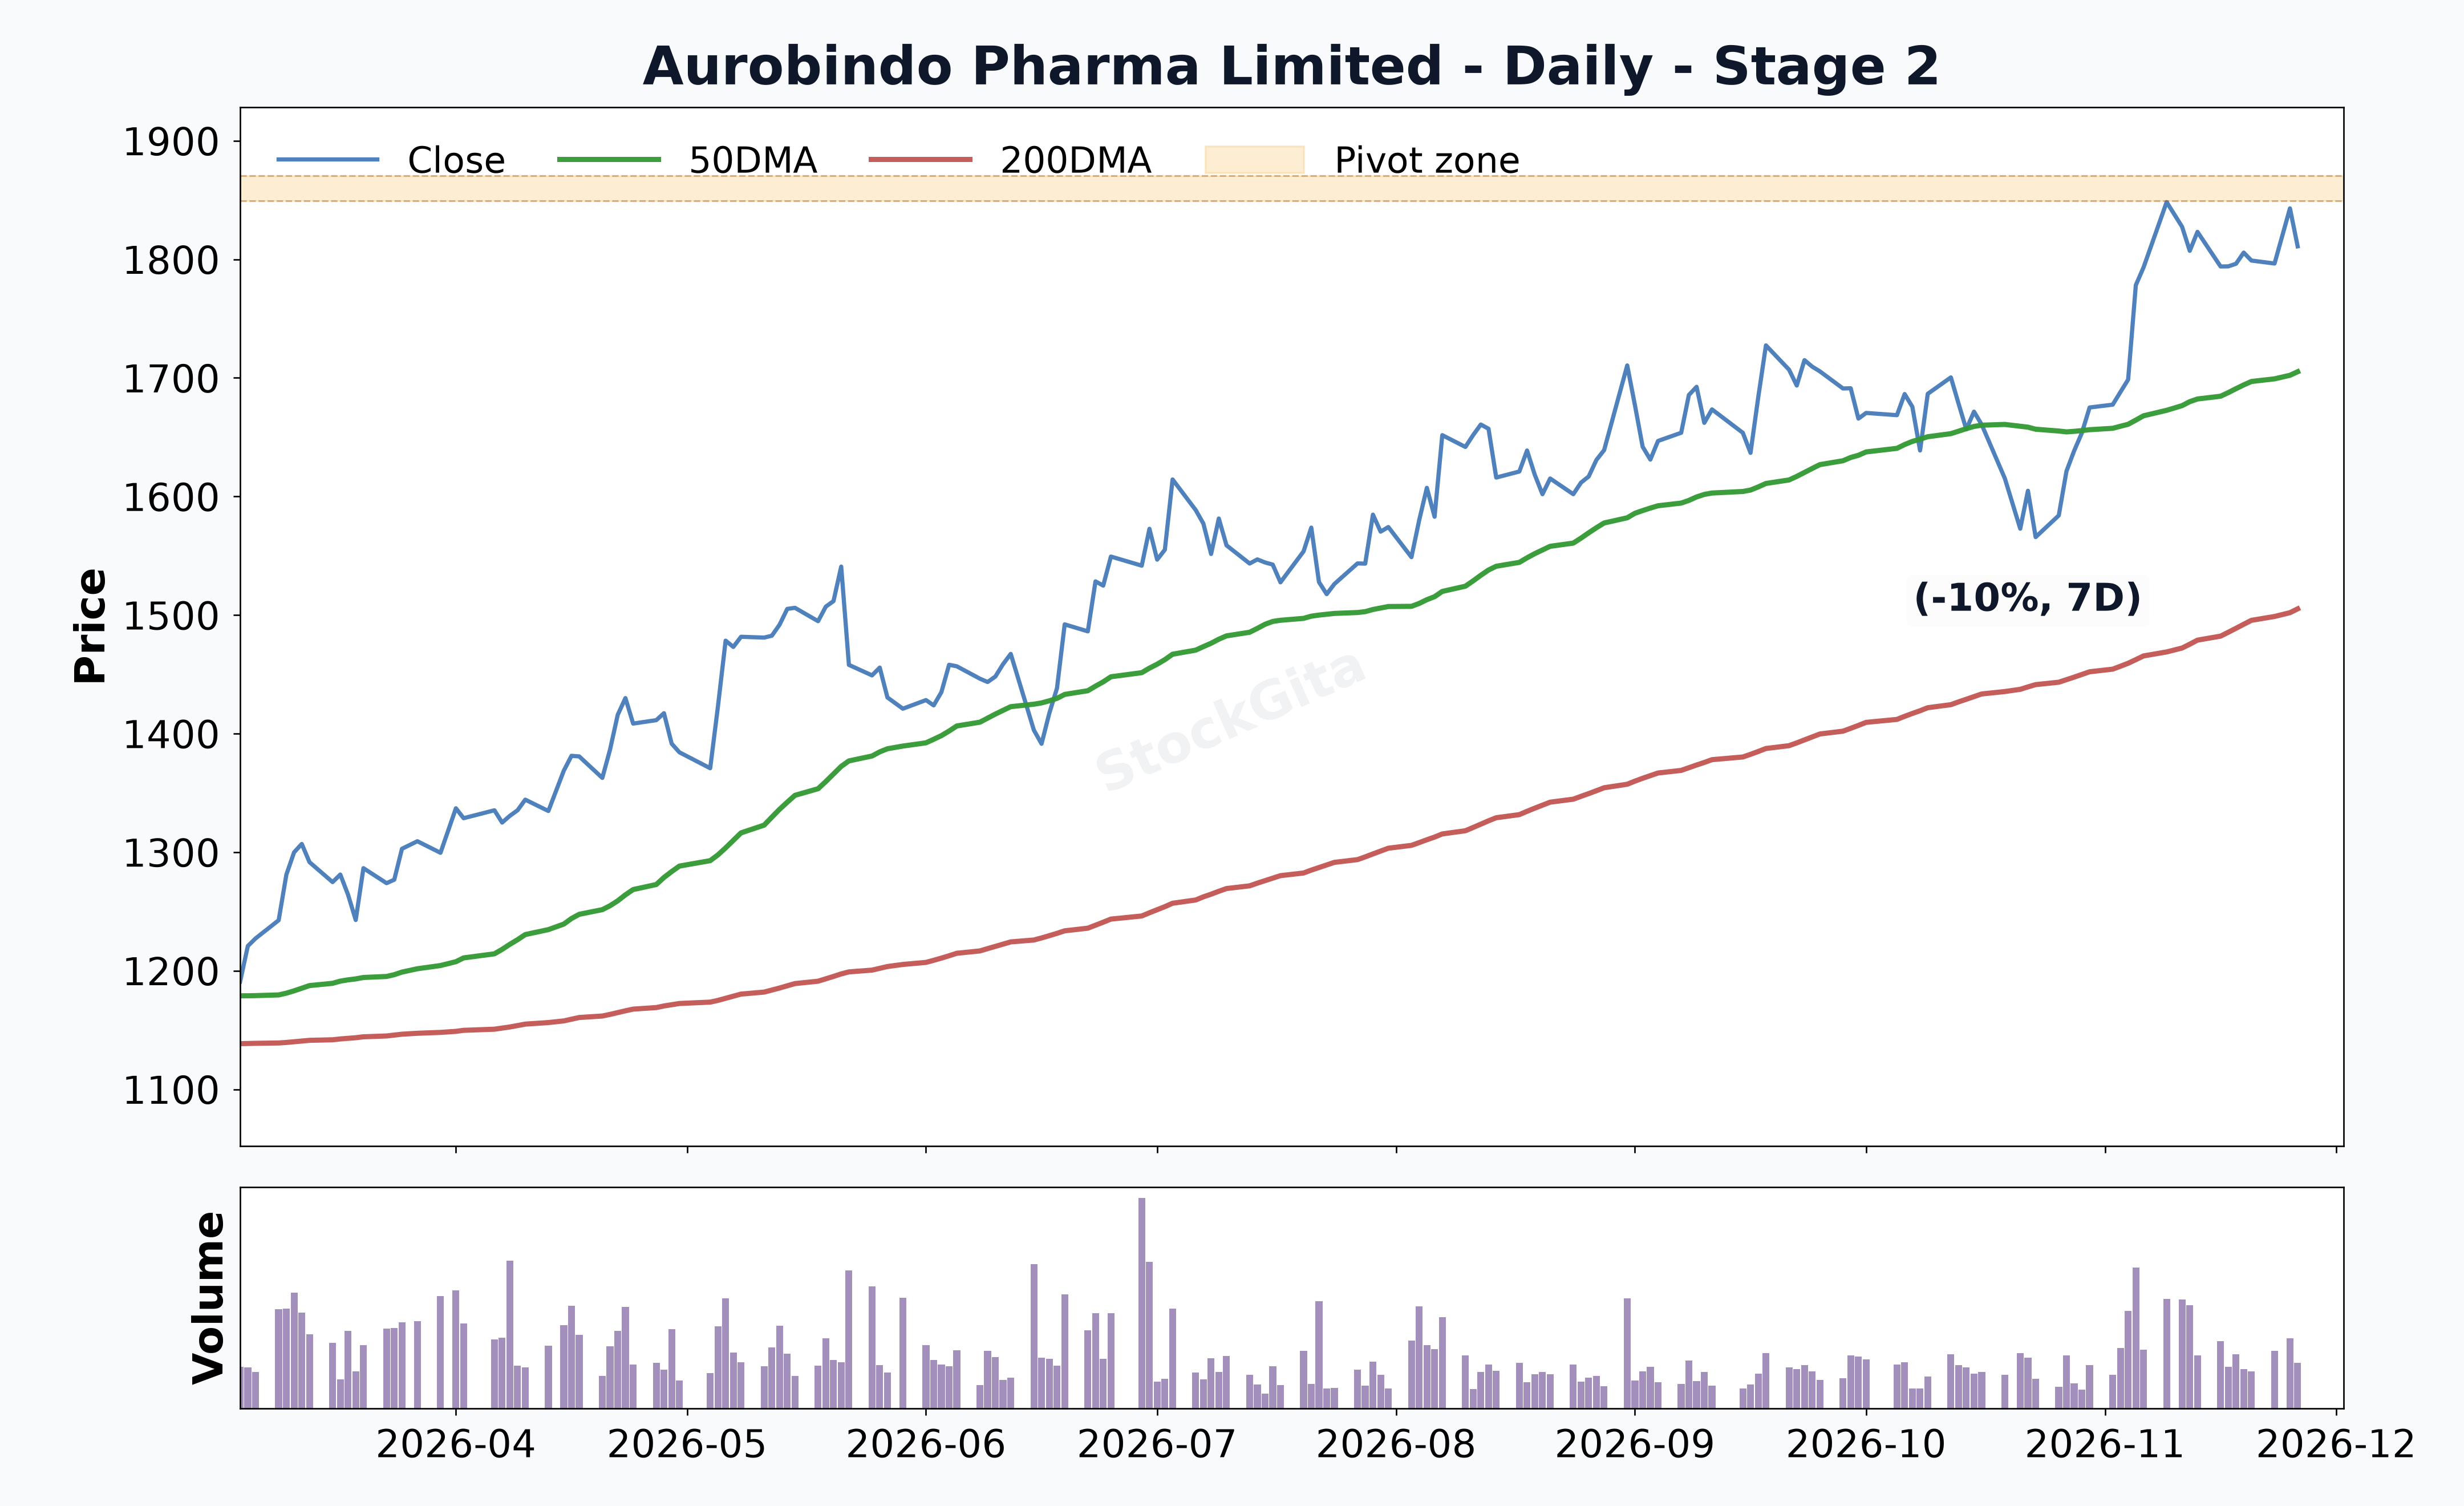 Aurobindo Pharma Limited - Daily - Stage 2
Close 50DMA 200DMA Pivot zone
1900
1800
1700
1600
1500
1400
1300
1200
1100
Price
(-10%, 7D)
StockGita
Volume
2026-04 2026-05 2026-06 2026-07 2026-08 2026-09 2026-10 2026-11 2026-12